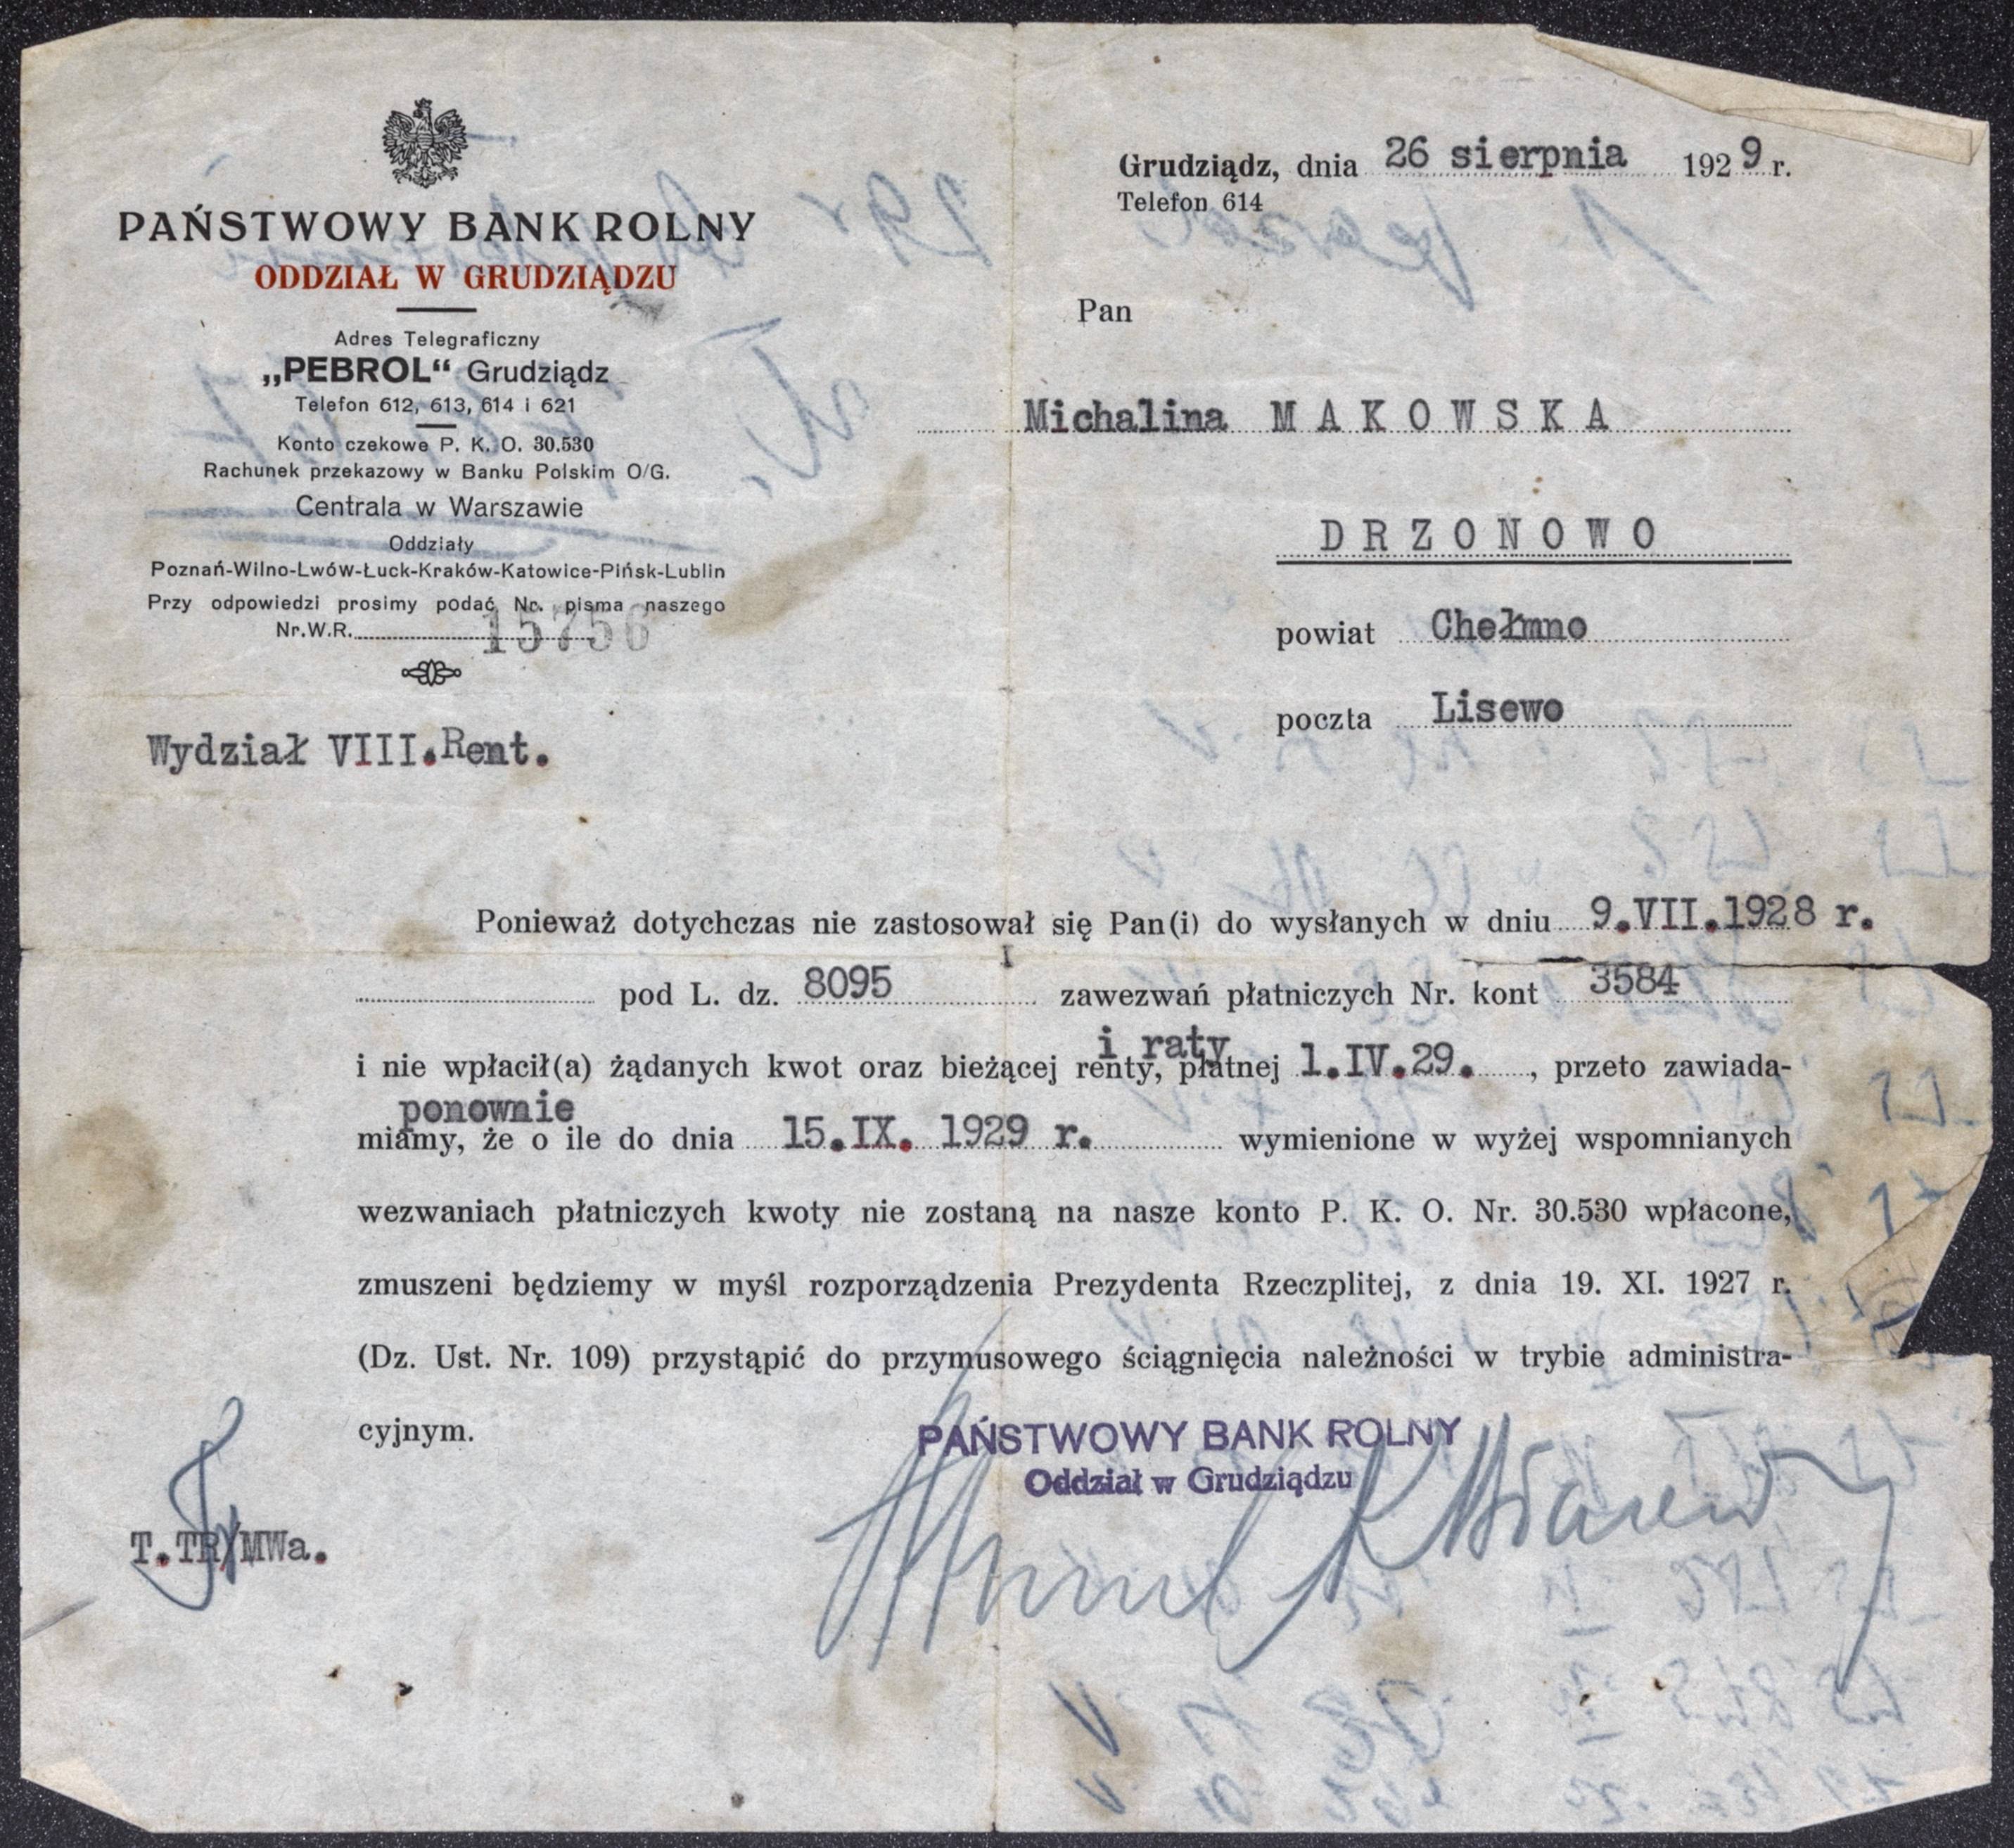 PAŃSTWOWY BANK ROLNY
ODDZIAŁ W GRUDZIĄDZU
Adres Telegraficzny
„PEBROL“ Grudziądz
Telefon 612, 613, 614 i 621
Konto czekowe P. K. O. 30.530
Rachunek przekazowy w Banku Polskim O/G.
Centrala w Warszawie
Oddziały
Poznań-Wilno-Lwów-Łuck-Kraków-Katowice-Pińsk-Lublin
Przy odpowiedzi prosimy podać Nr. pisma naszego
Nr.W.R. 15756
Wydział VIII.Rent.
Grudziądz, dnia 26 sierpnia 1929 r.
Telefon 614
Pan
Michalina MAKOWSKA
DRZONOWO
powiat Chełmno
poczta Lisewo
Ponieważ dotychczas nie zastosował się Pan(i) do wysłanych w dniu 9.VII.1928 r.
pod L. dz. 8095 zawezwań płatniczych Nr. kont 3584
i raty
i nie wpłacił(a) żądanych kwot oraz bieżącej renty, płatnej 1.IV.29. , przeto zawiada-
ponownie
miamy, że o ile do dnia 15.IX. 1929 r. wymienione w wyżej wspomnianych
wezwaniach płatniczych kwoty nie zostaną na nasze konto P. K. O. Nr. 30.530 wpłacone,
zmuszeni będziemy w myśl rozporządzenia Prezydenta Rzeczplitej, z dnia 19. XI. 1927 r.
(Dz. Ust. Nr. 109) przystąpić do przymusowego ściągnięcia należności w trybie administra-
cyjnym.
PAŃSTWOWY BANK ROLNY
Oddział w Grudziądzu
T.TR/MWa.